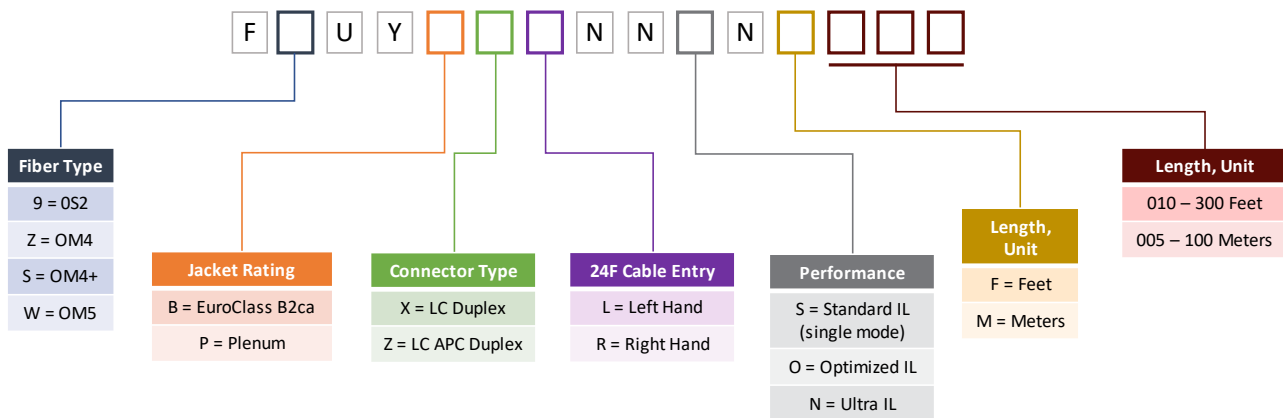 F U Y N N N
Fiber Type
9 = 0S2
Z = OM4
S = OM4+
W = OM5
Jacket Rating
B = EuroClass B2ca
P = Plenum
Connector Type
X = LC Duplex
Z = LC APC Duplex
24F Cable Entry
L = Left Hand
R = Right Hand
Performance
S = Standard IL
(single mode)
O = Optimized IL
N = Ultra IL
Length,
Unit
F = Feet
M = Meters
Length, Unit
010 – 300 Feet
005 – 100 Meters